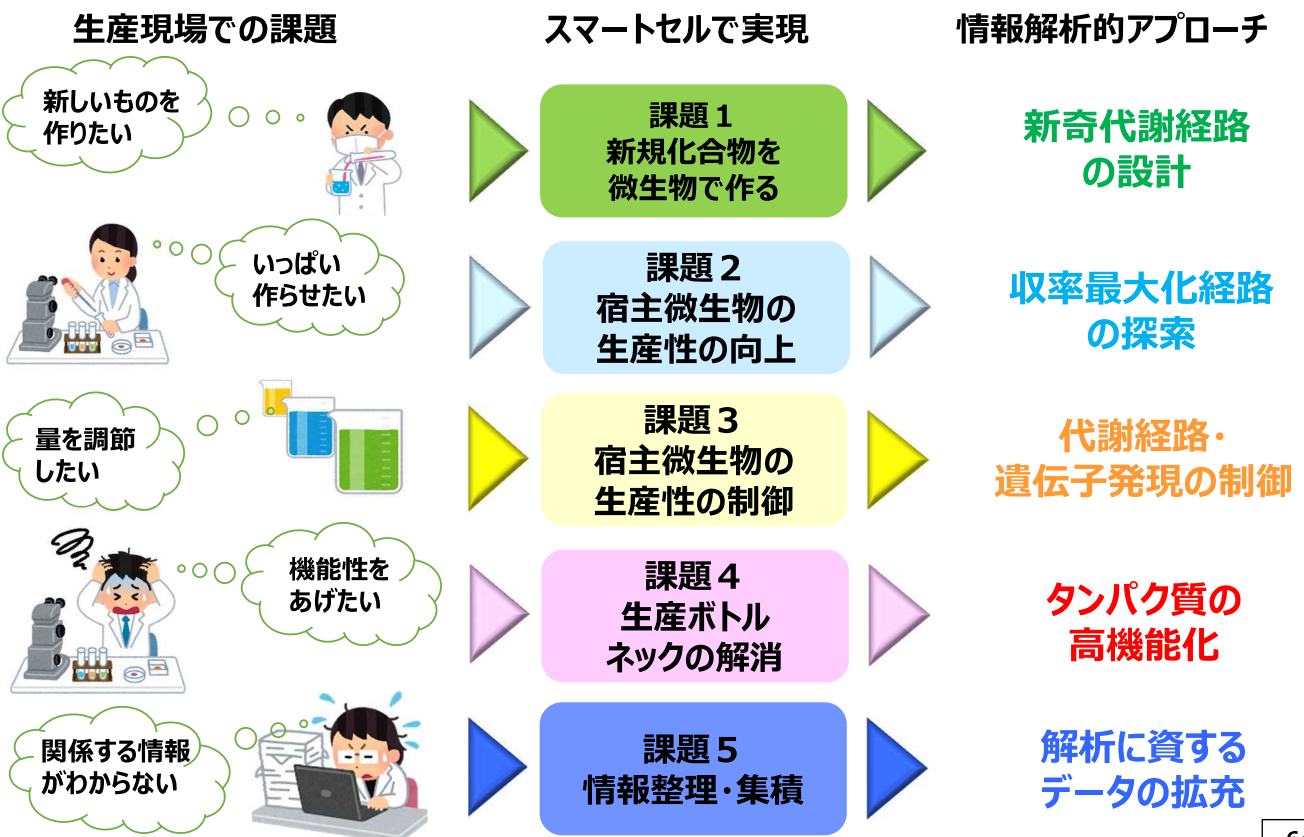 生産現場での課題
スマートセルで実現
情報解析的アプローチ
新しいものを
作りたい
課題1
新規化合物を
微生物で作る
新奇代謝経路
の設計
いっぱい
作らせたい
課題2
宿主微生物の
生産性の向上
収率最大化経路
の探索
量を調節
したい
課題3
宿主微生物の
生産性の制御
代謝経路・
遺伝子発現の制御
機能性を
あげたい
課題4
生産ボトル
ネックの解消
タンパク質の
高機能化
関係する情報
がわからない
課題5
情報整理・集積
解析に資する
データの拡充